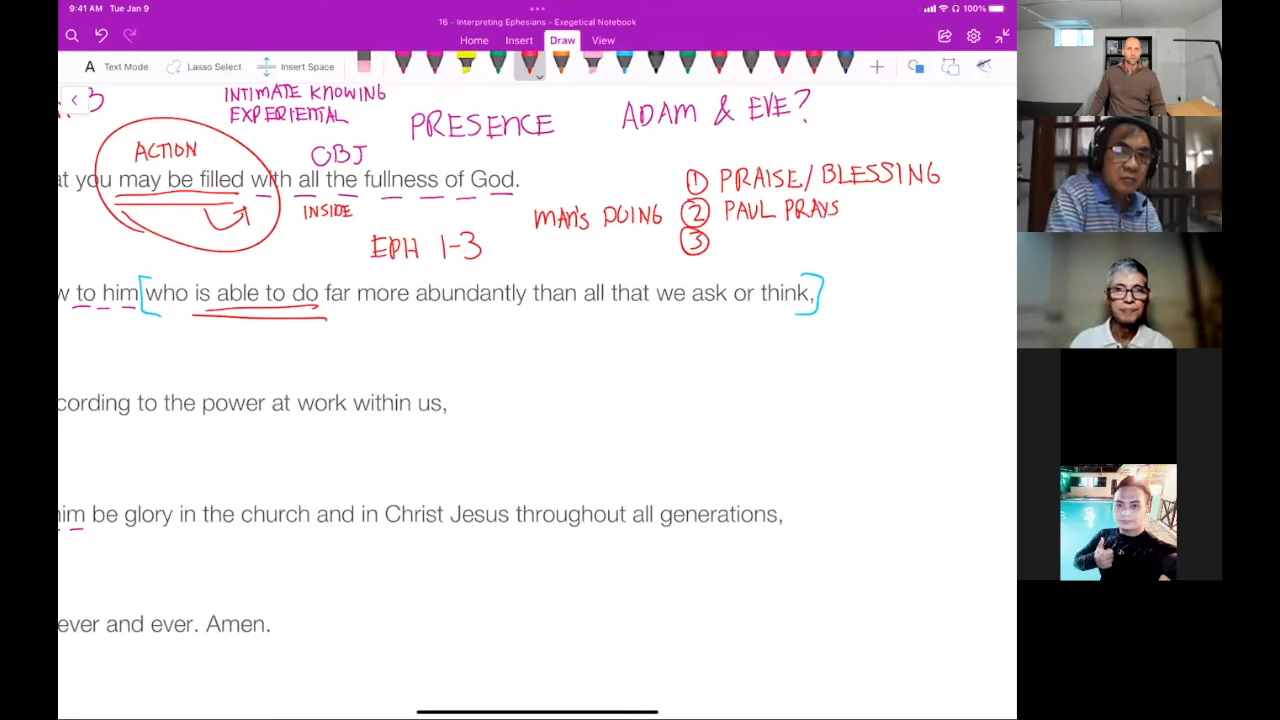 9:41 AM Tue Jan 9
100%
16 - Interpreting Ephesians - Exegetical Notebook
Home Insert Draw View
A Text Mode Lasso Select Insert Space
INTIMATE KNOWING
EXPERIENTIAL
PRESENCE
ADAM & EVE?
ACTION
OBJ
at you may be filled with all the fullness of God.
INSIDE
① PRAISE/BLESSING
MAN'S DOING ② PAUL PRAYS
③
EPH 1-3
w to him [who is able to do far more abundantly than all that we ask or think,]
cording to the power at work within us,
him be glory in the church and in Christ Jesus throughout all generations,
ever and ever. Amen.